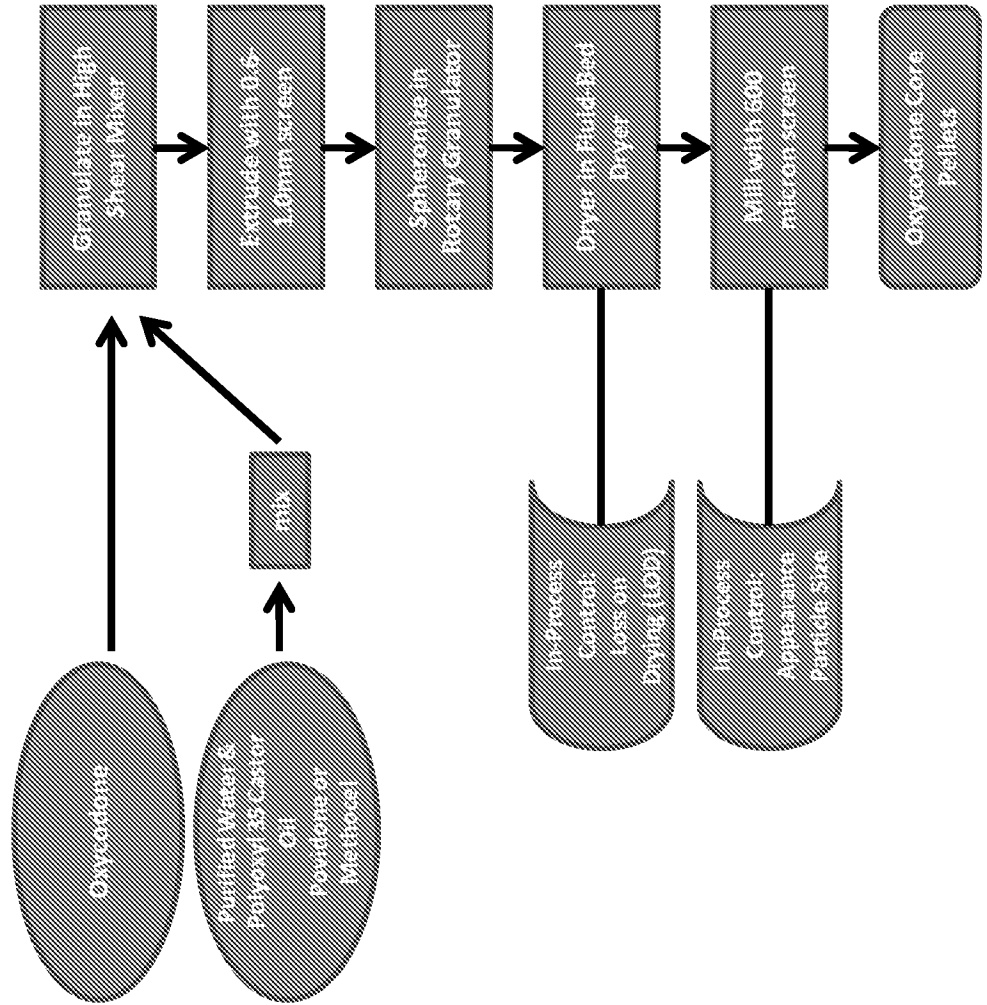 Oxycodone
Purified Water &
Polyoxyl 35 Castor
Oil
Povidone or
Methocel
mix
Granulate in High
Shear Mixer
Extrude with 0.6-
1.0mm screen
Spheronize in
Rotary Granulator
Dryer in Fluid-Bed
Dryer
Mill with 600
micron screen
Oxycodone Core
Pellets
In-Process
Control:
Loss on
Drying (LOD)
In-Process
Control:
Appearance
Particle Size